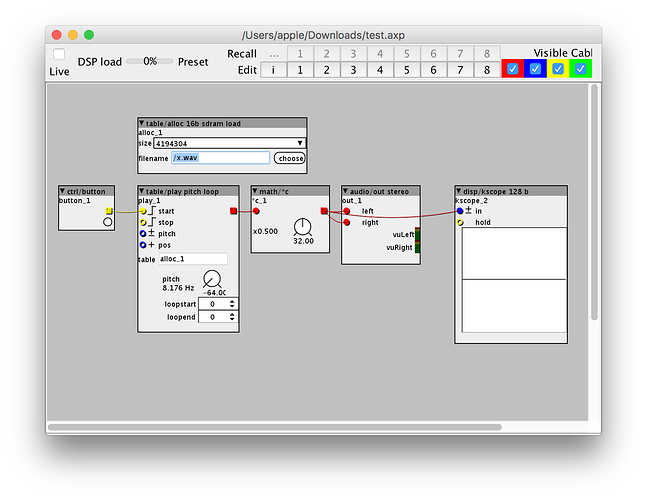 /Users/apple/Downloads/test.axp
Live
DSP load 0% Preset
Recall ... 1 2 3 4 5 6 7 8
Edit i 1 2 3 4 5 6 7 8
Visible Cabl
table/alloc 16b sdram load
alloc_1
size 4194304
filename /x.wav choose
ctrl/button
button_1
table/play pitch loop
play_1
start
stop
pitch
pos
table alloc_1
pitch
8.176 Hz
-64.00
loopstart 0
loopend 0
math/*c
*c_1
x0.500
32.00
audio/out stereo
out_1
left
right
vuLeft
vuRight
disp/kscope 128 b
kscope_2
in
hold